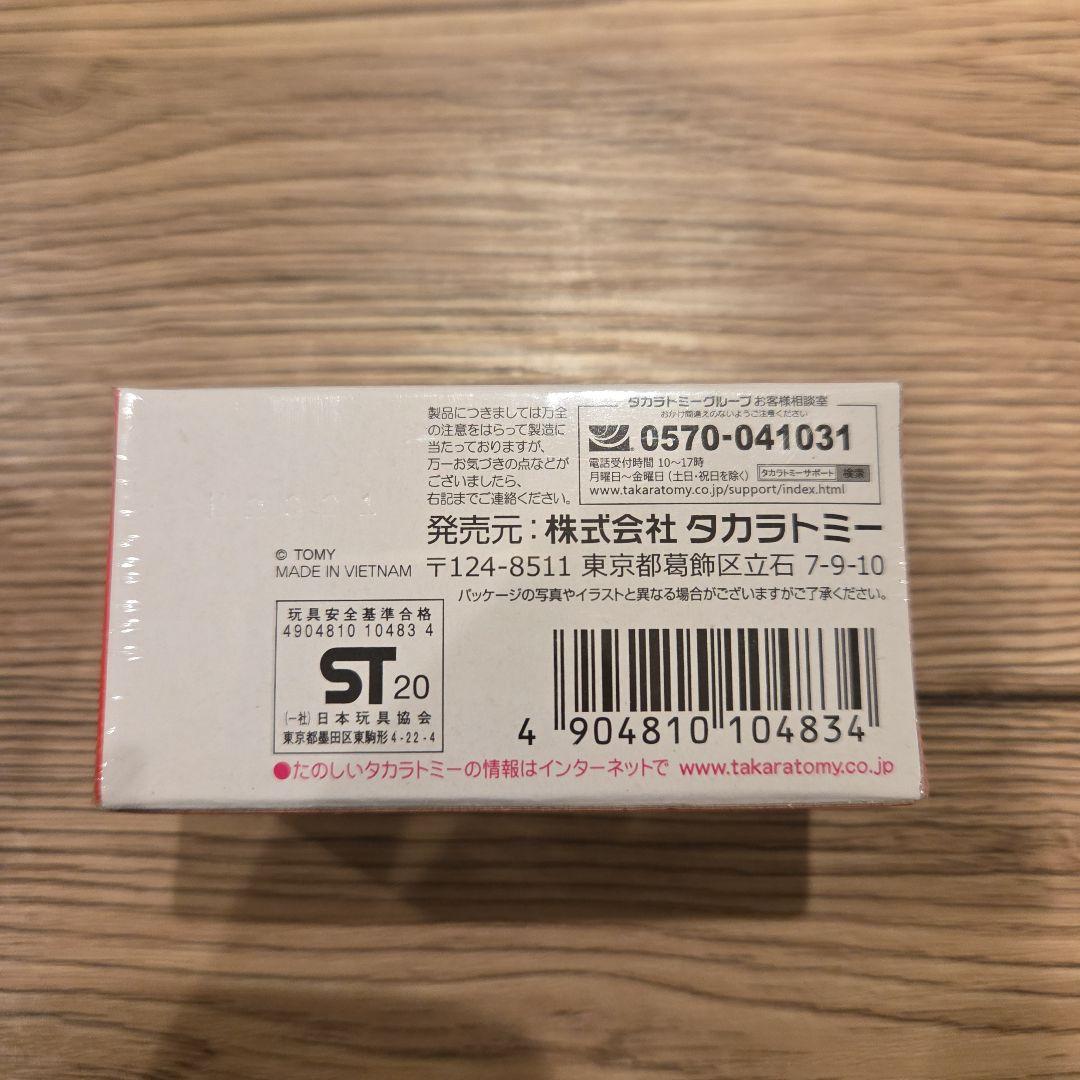 製品につきましては万全
の注意をはらって製造に
当たっておりますが、
万一お気づきの点などが
ございましたら、
右記までご連絡ください。
タカラトミーグループ お客様相談室
おかけ間違えのないようご注意ください
0570-041031
電話受付時間 10〜17時
月曜日〜金曜日(土日・祝日を除く) タカラトミーサポート 検索
www.takaratomy.co.jp/support/index.html
発売元:株式会社 タカラトミー
〒124-8511 東京都葛飾区立石 7-9-10
パッケージの写真やイラストと異なる場合がございますがご了承ください。
© TOMY
MADE IN VIETNAM
玩具安全基準合格
4904810 10483 4
ST 20
(一社)日本玩具協会
東京都墨田区東駒形4-22-4
4 904810 104834
●たのしいタカラトミーの情報はインターネットで www.takaratomy.co.jp